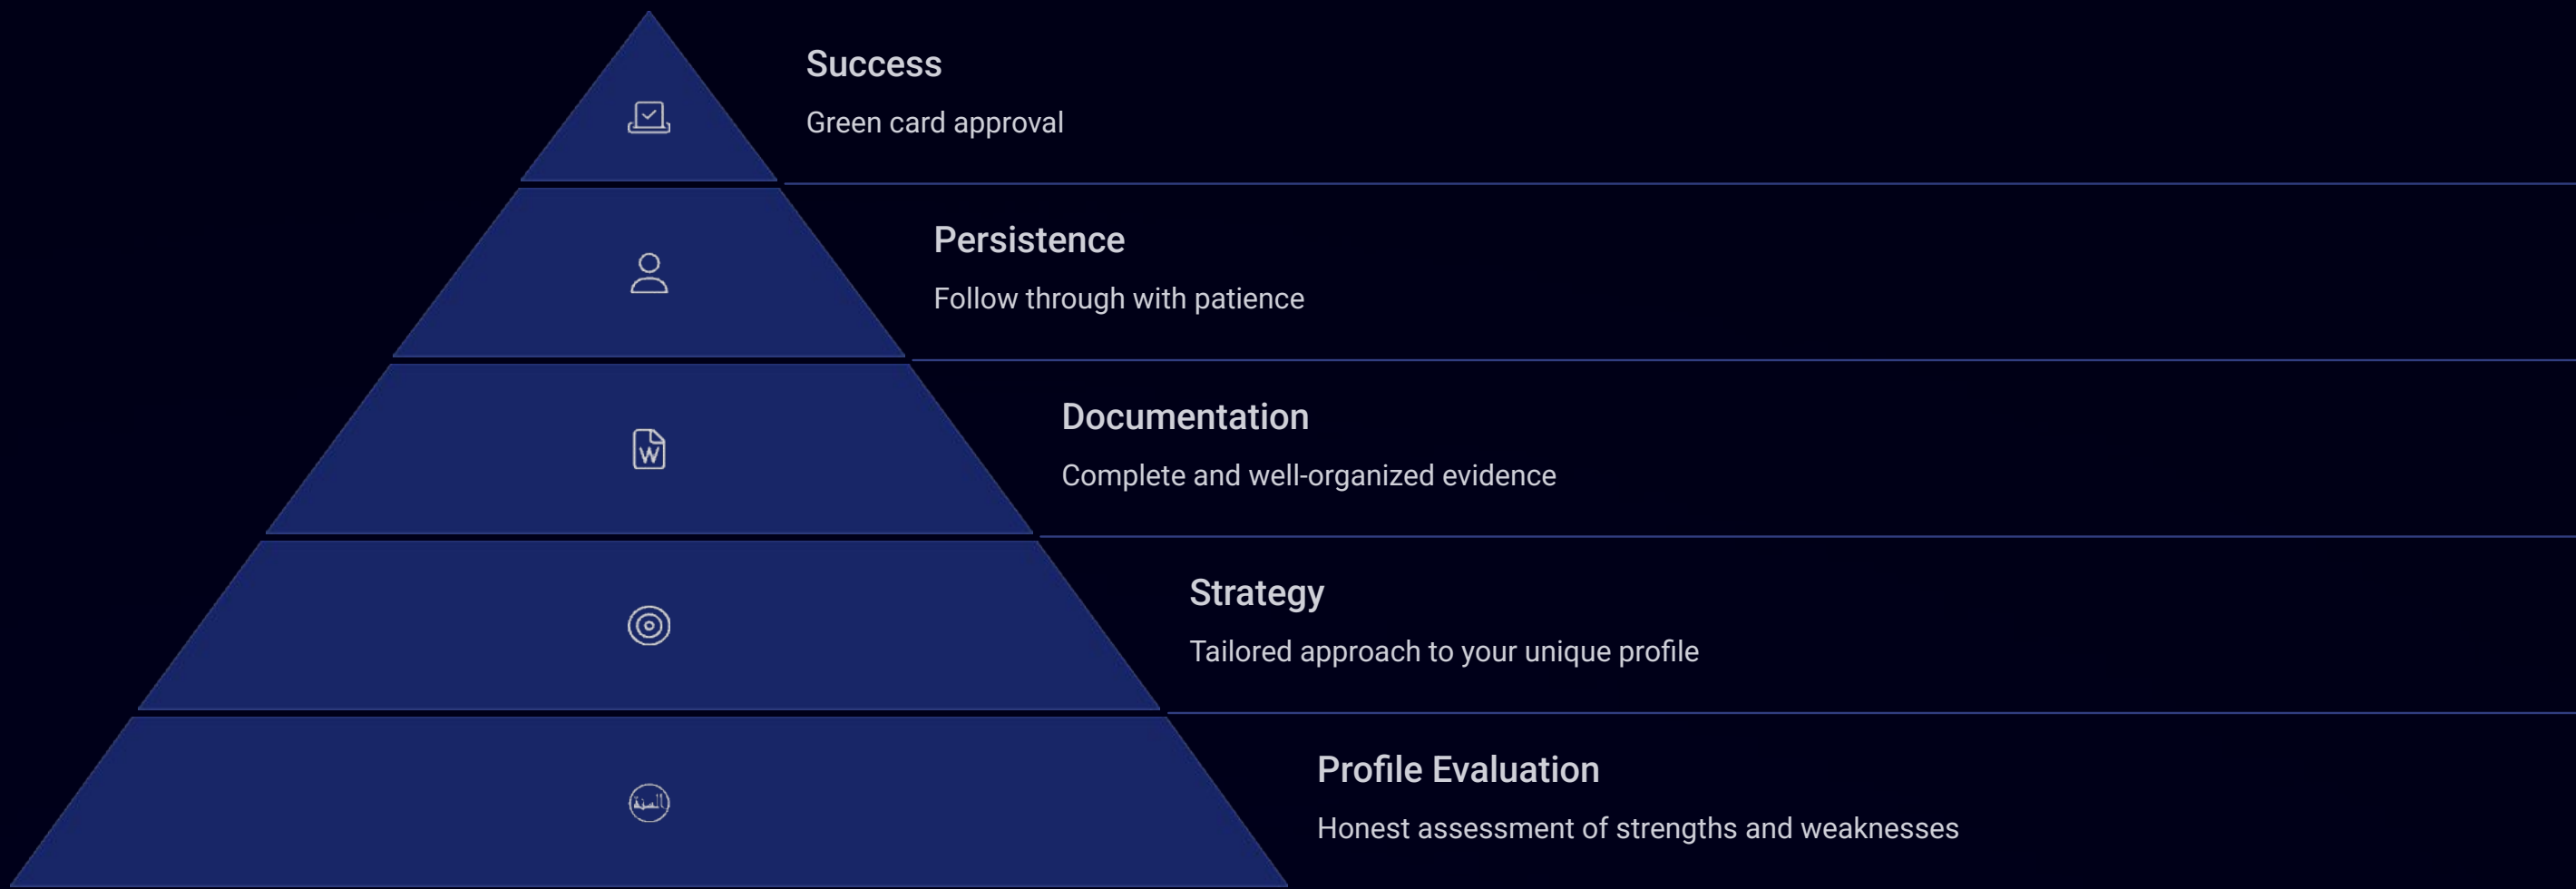 Success
Green card approval
Persistence
Follow through with patience
W
Documentation
Complete and well-organized evidence
Strategy
Tailored approach to your unique profile
Profile Evaluation
السنة
Honest assessment of strengths and weaknesses